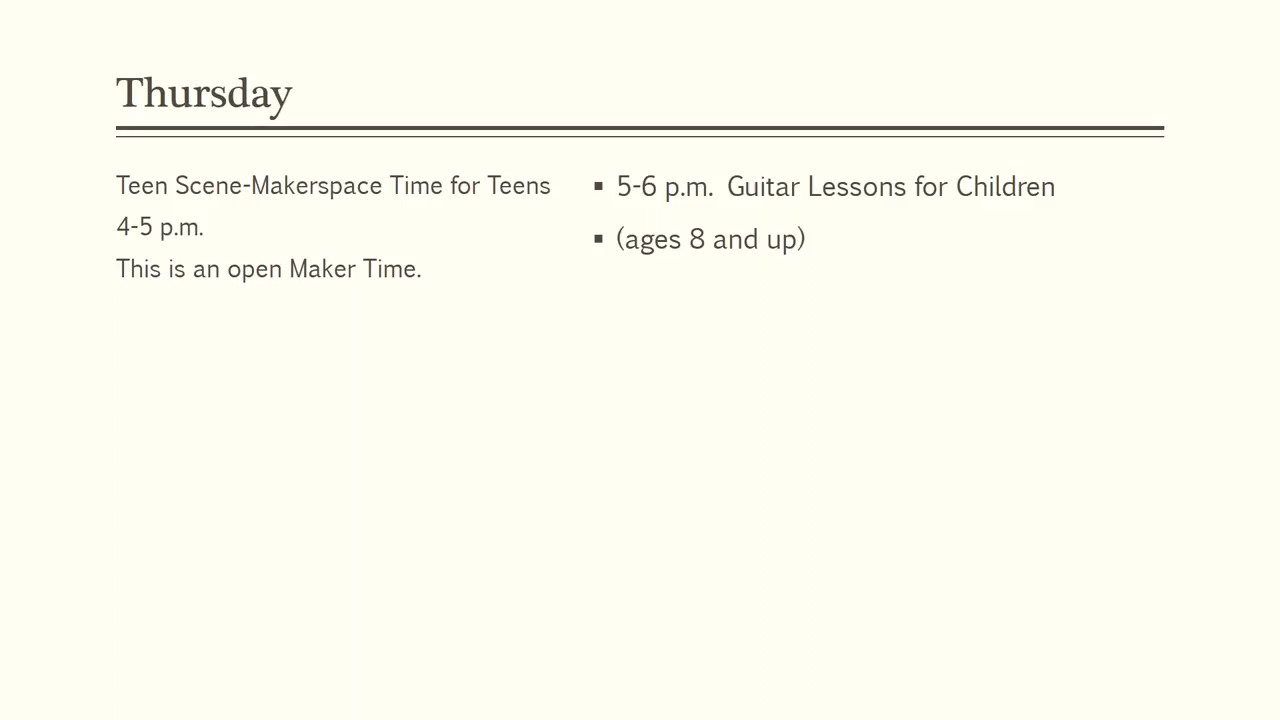 Thursday
Teen Scene-Makerspace Time for Teens
4-5 p.m.
This is an open Maker Time.
▪ 5-6 p.m.  Guitar Lessons for Children
▪ (ages 8 and up)